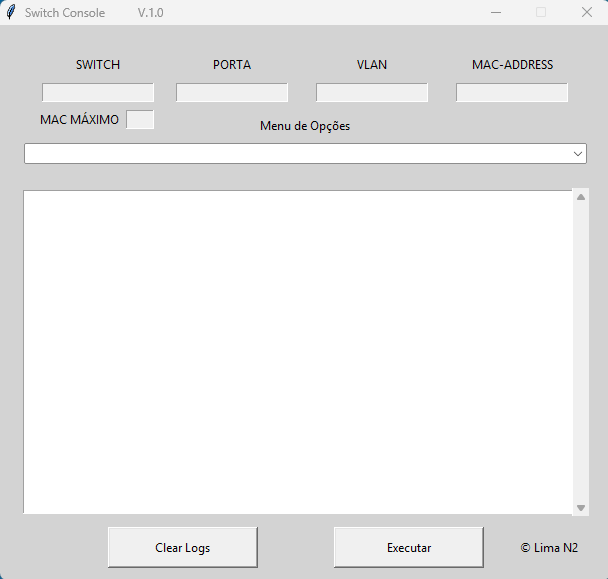 Switch Console V.1.0
SWITCH PORTA VLAN MAC-ADDRESS
MAC MÁXIMO
Menu de Opções
Clear Logs Executar © Lima N2